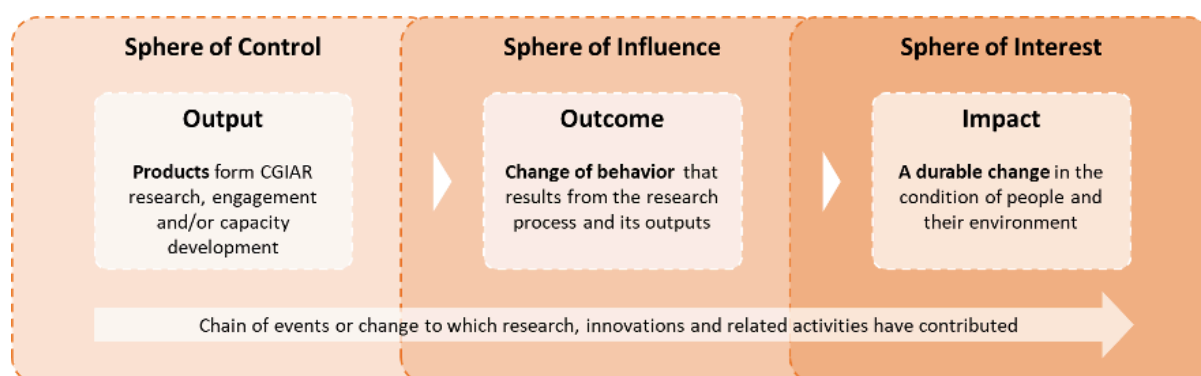 Sphere of Control
Sphere of Influence
Sphere of Interest
Output
Products form CGIAR
research, engagement
and/or capacity
development
Outcome
Change of behavior that
results from the research
process and its outputs
Impact
A durable change in the
condition of people and
their environment
Chain of events or change to which research, innovations and related activities have contributed